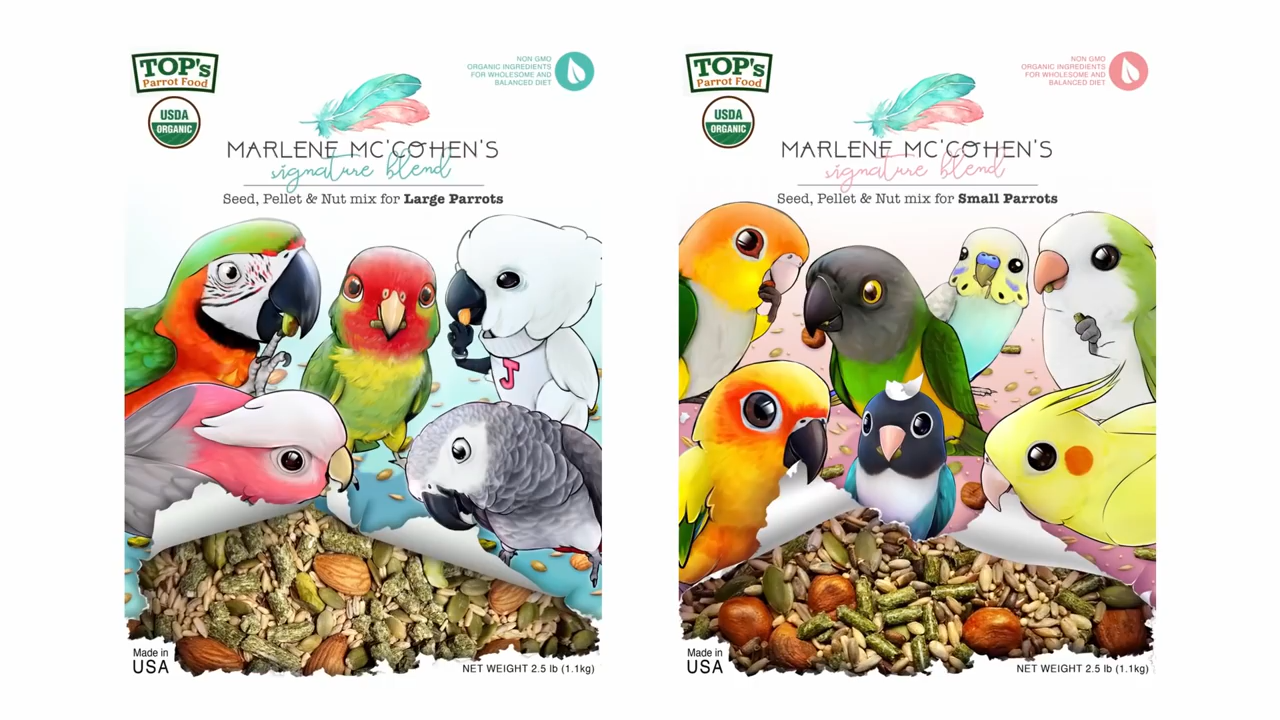 TOP's
Parrot Food
USDA
ORGANIC
NON GMO
ORGANIC INGREDIENTS
FOR WHOLESOME AND
BALANCED DIET
MARLENE MC'COHEN'S
signature blend
Seed, Pellet & Nut mix for Large Parrots
J
Made in
USA
NET WEIGHT 2.5 lb (1.1kg)
TOP's
Parrot Food
USDA
ORGANIC
NON GMO
ORGANIC INGREDIENTS
FOR WHOLESOME AND
BALANCED DIET
MARLENE MC'COHEN'S
signature blend
Seed, Pellet & Nut mix for Small Parrots
Made in
USA
NET WEIGHT 2.5 lb (1.1kg)